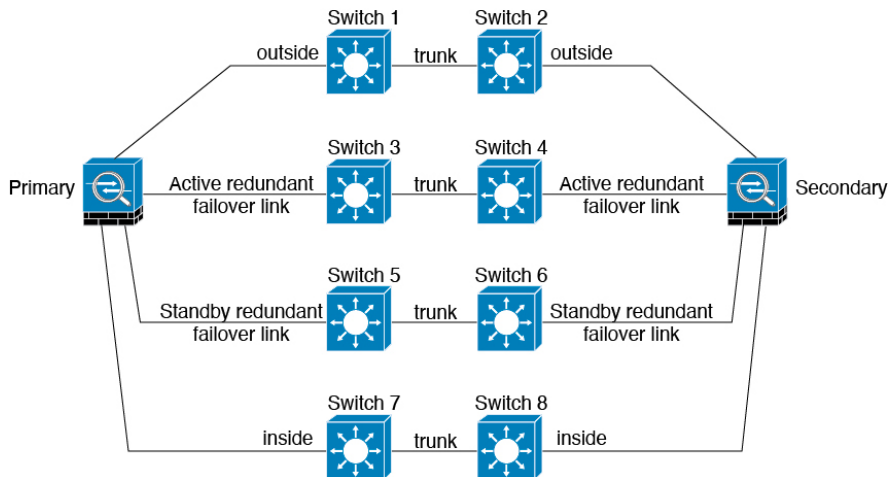 Switch 1 Switch 2
outside trunk outside
Switch 3 Switch 4
Primary Active redundant failover link trunk Active redundant failover link Secondary
Switch 5 Switch 6
Standby redundant failover link trunk Standby redundant failover link
Switch 7 Switch 8
inside trunk inside